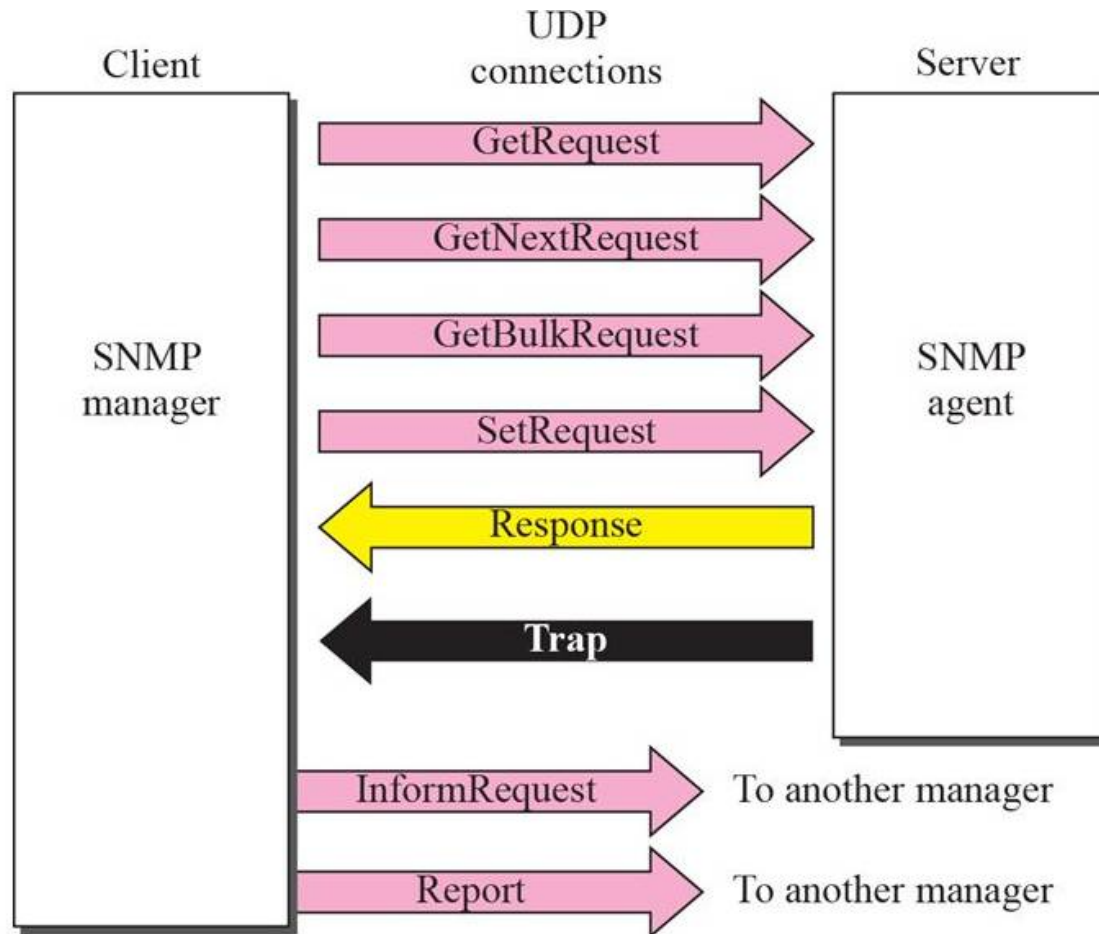 Client
UDP
connections
Server
GetRequest
GetNextRequest
GetBulkRequest
SNMP
manager
SNMP
agent
SetRequest
Response
Trap
InformRequest
To another manager
Report
To another manager